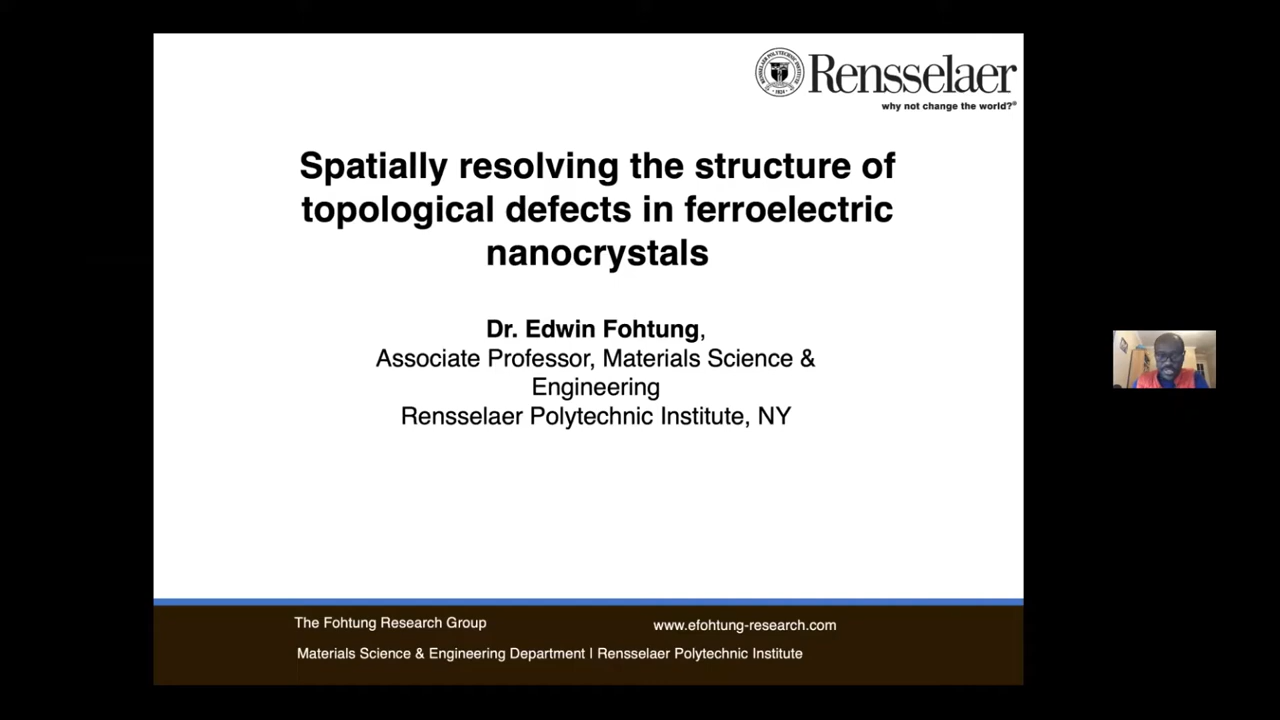 Rensselaer
why not change the world?®
Spatially resolving the structure of
topological defects in ferroelectric
nanocrystals
Dr. Edwin Fohtung,
Associate Professor, Materials Science &
Engineering
Rensselaer Polytechnic Institute, NY
The Fohtung Research Group
www.efohtung-research.com
Materials Science & Engineering Department I Rensselaer Polytechnic Institute